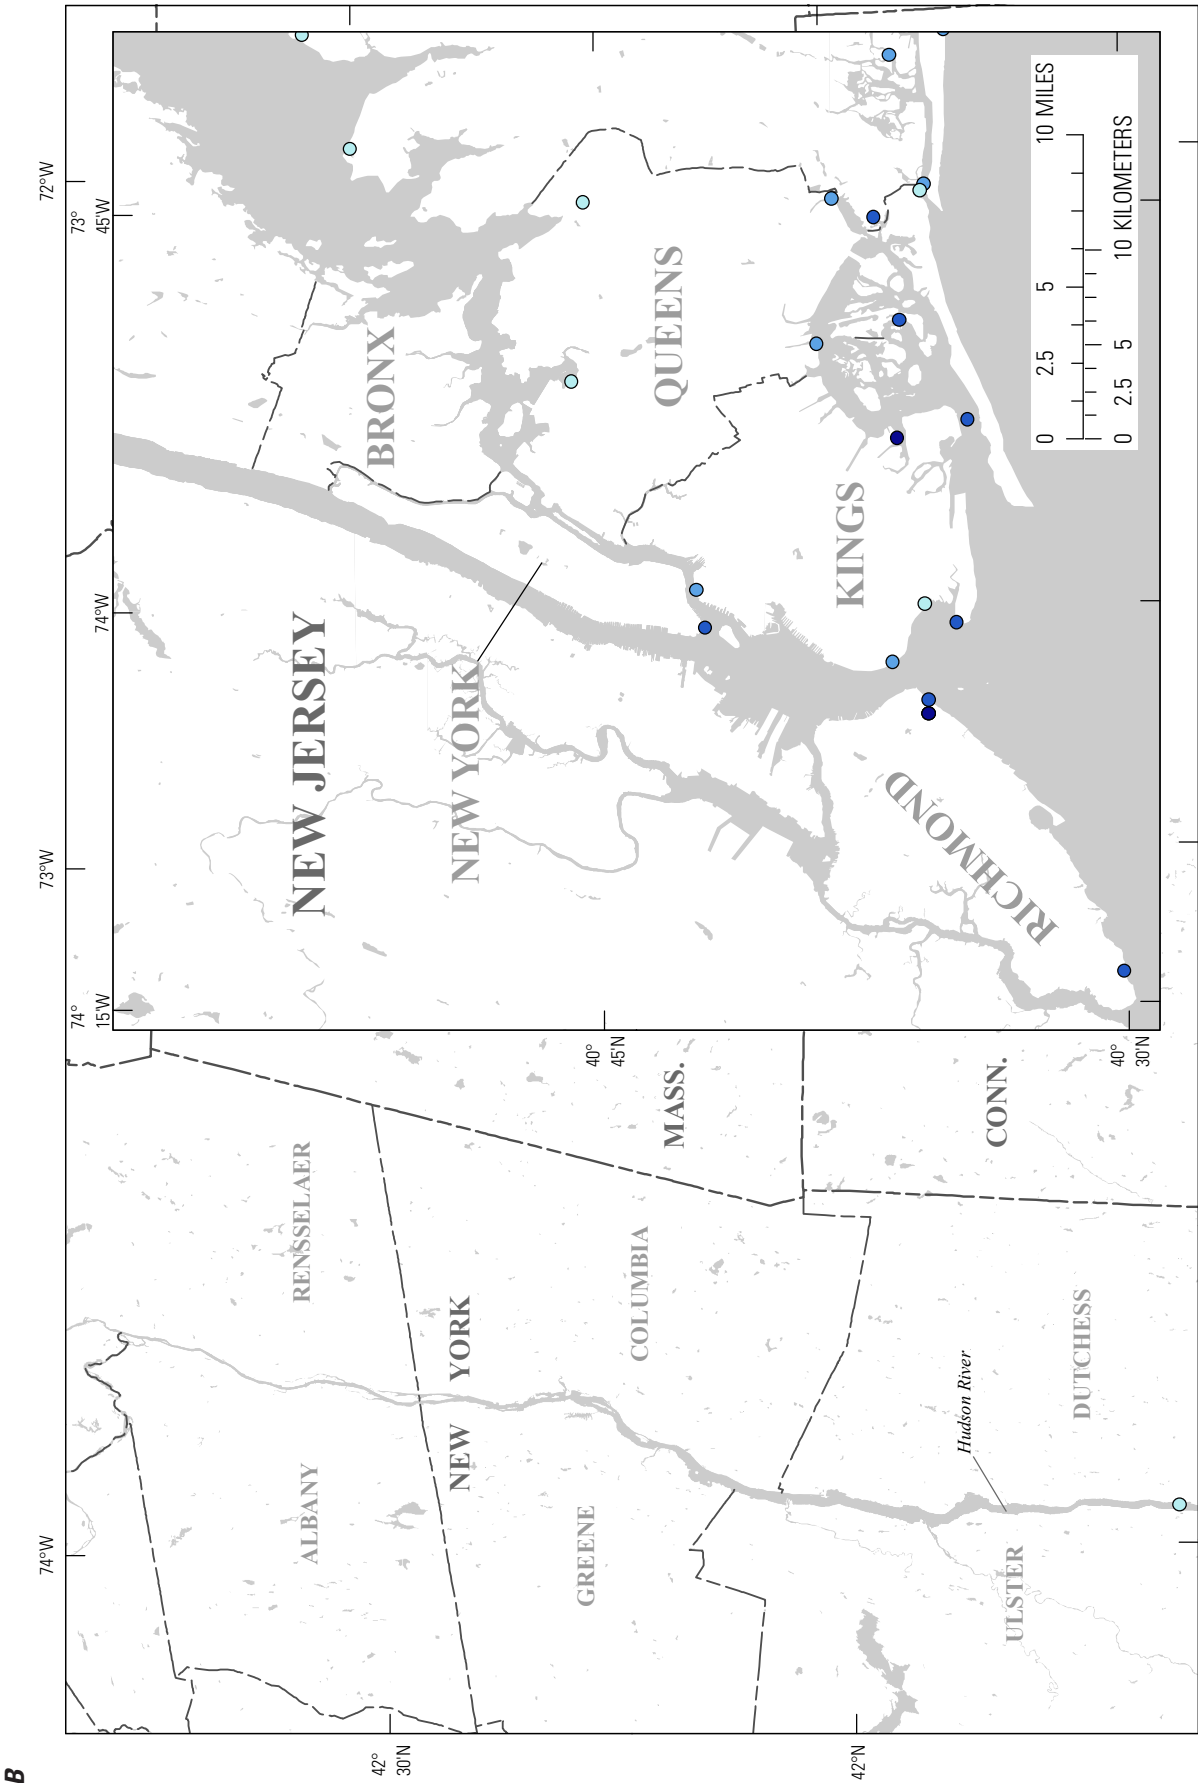 B
74°W
73°W
72°W
42°
30'N
42°N
ALBANY
RENSSELAER
NEW YORK
GREENE
COLUMBIA
MASS.
CONN.
ULSTER
DUTCHESS
Hudson River
74°
15'W
74°W
73°
45'W
40°
45'N
40°
30'N
NEW JERSEY
NEW YORK
BRONX
QUEENS
KINGS
RICHMOND
0 2.5 5 10 MILES
0 2.5 5 10 KILOMETERS